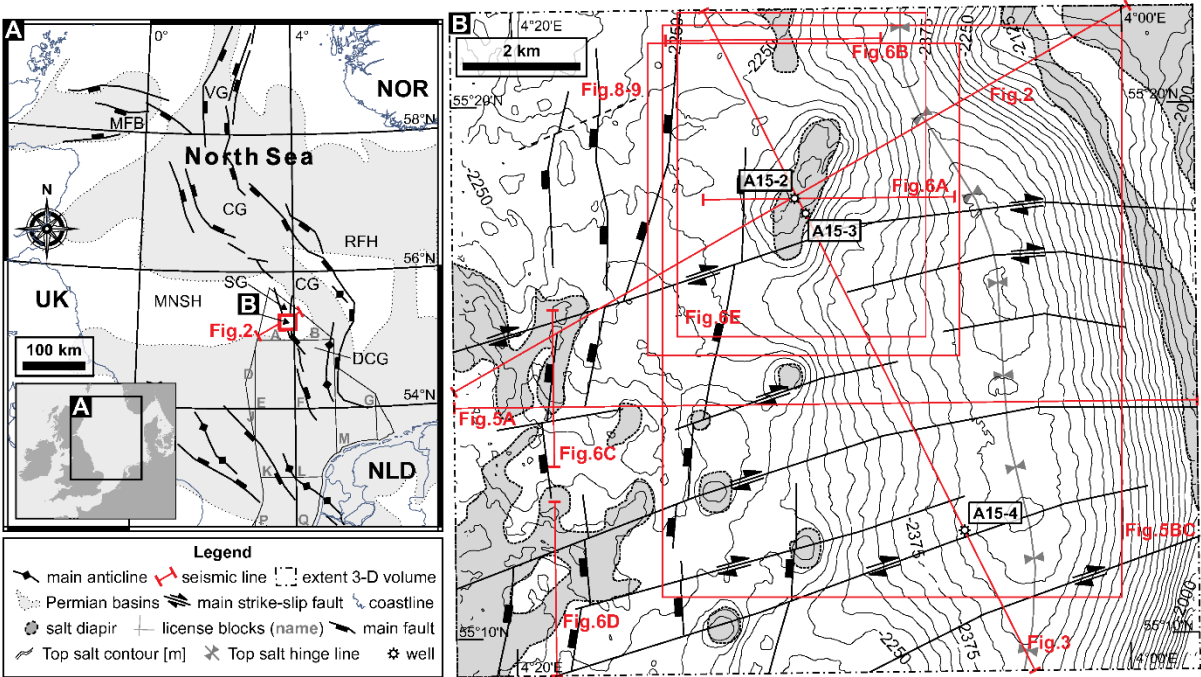 A
0°
4°
NOR
VG
MFB
58°N
North Sea
N
CG
RFH
56°N
UK
MNSH
SG
CG
B
Fig.2
A
B
100 km
DCG
D
54°N
E
F
G
A
M
NLD
K
L
P
Q
Legend
main anticline
seismic line
extent 3-D volume
Permian basins
main strike-slip fault
coastline
salt diapir
license blocks (name)
main fault
Top salt contour [m]
Top salt hinge line
well
B
4°20'E
2 km
-2250
-2250
Fig.6B
-2375
-2250
-2125
4°00'E
55°20'N
Fig.8-9
Fig.2
55°20'N
2000
-2250
A15-2
Fig.6A
A15-3
Fig.6E
Fig.5A
Fig.6C
A15-4
-2375
Fig.5BC
Fig.6D
2000
55°10'N
55°10'N
-2250
-2375
Fig.3
4°20'E
4°00'E